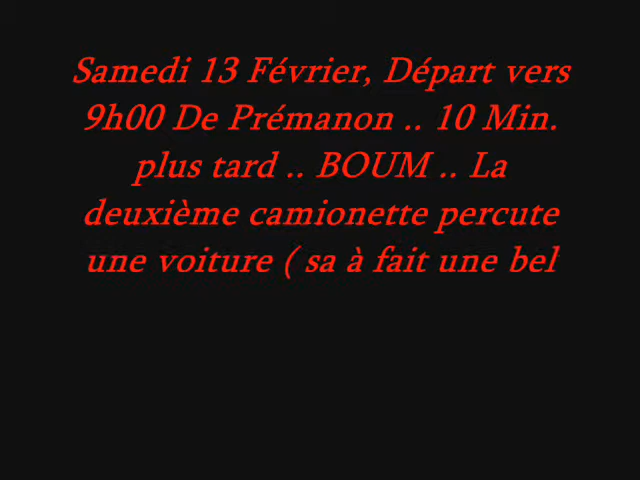 Samedi 13 Février, Départ vers
9h00 De Prémanon .. 10 Min.
plus tard .. BOUM .. La
deuxième camionette percute
une voiture ( sa à fait une bel